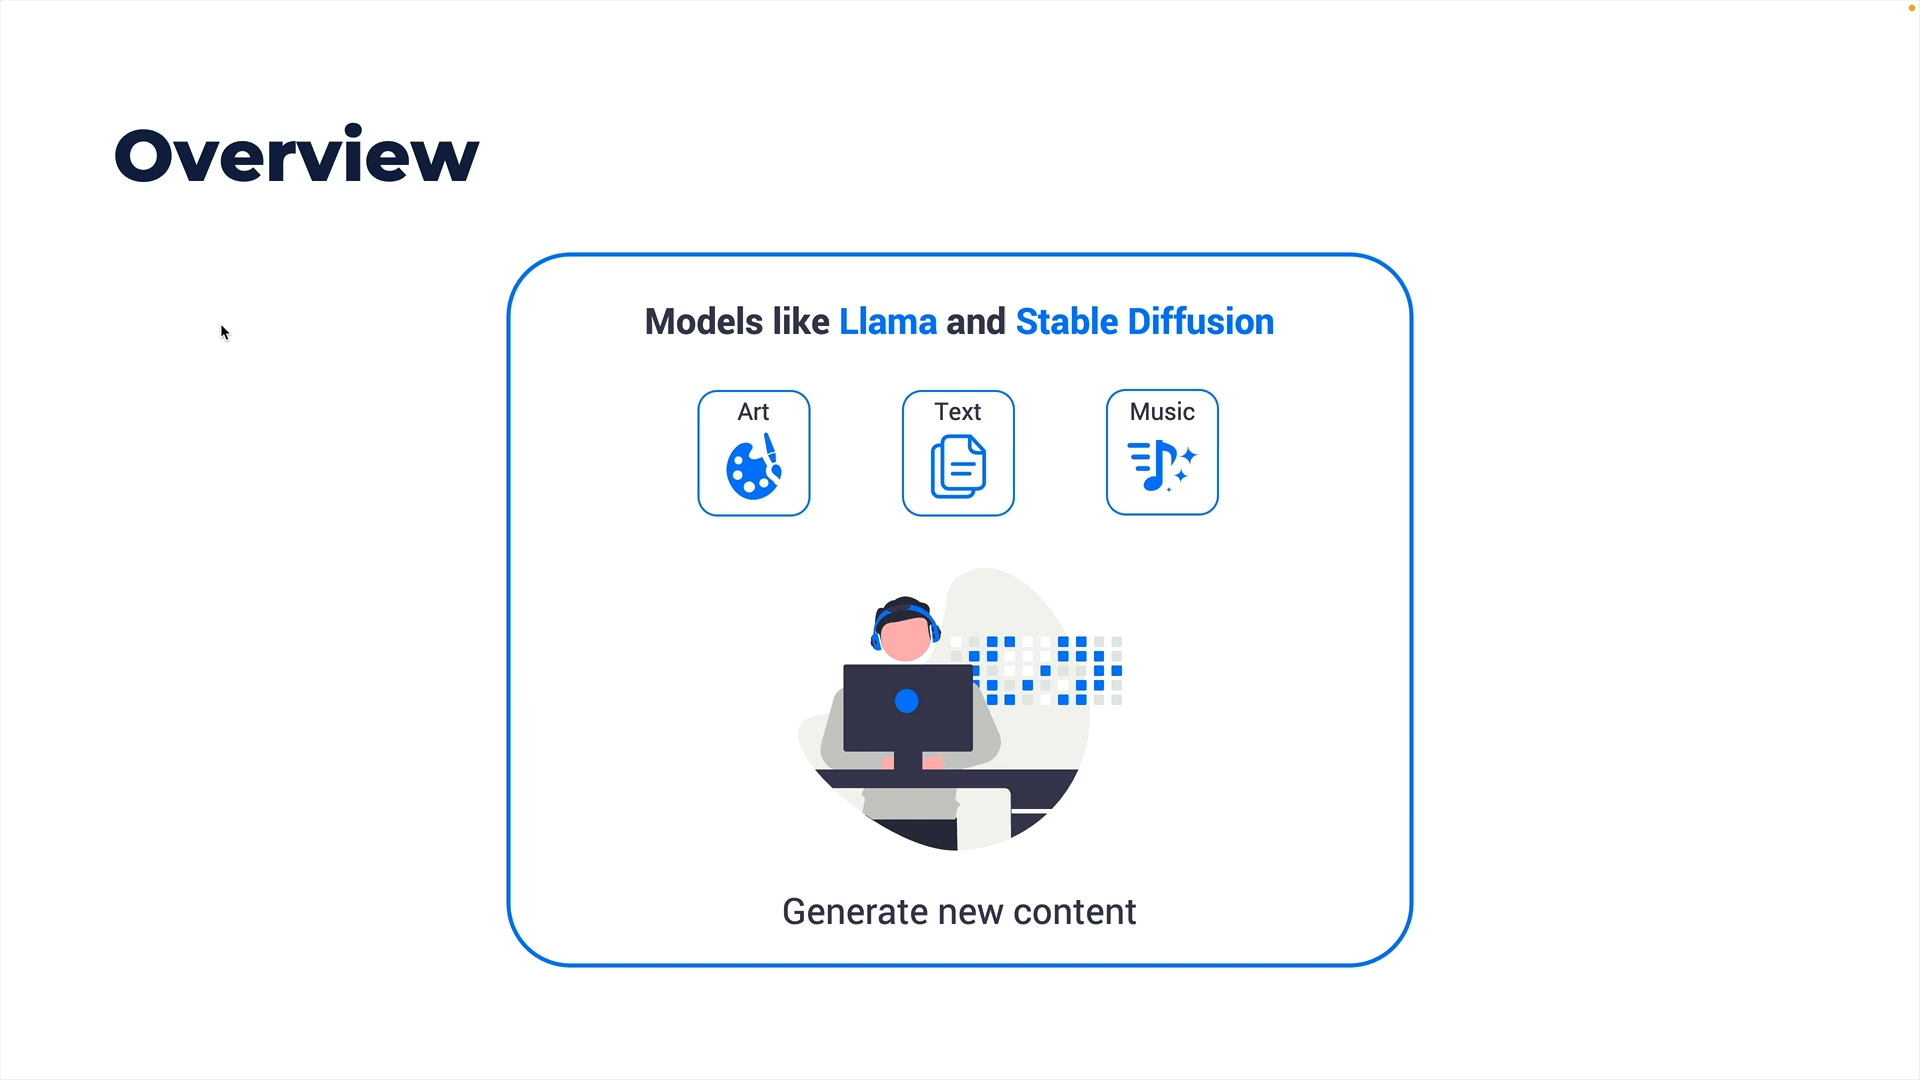 Overview
Models like Llama and Stable Diffusion
Art
Text
Music
Generate new content